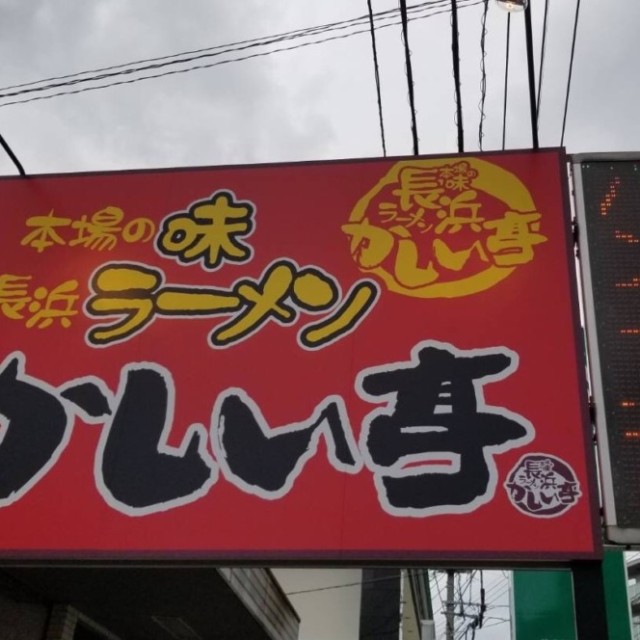 本場の味
長浜ラーメン
かしい亭
本場の味
長浜
ラーメン
かしい亭
長浜
かしい亭